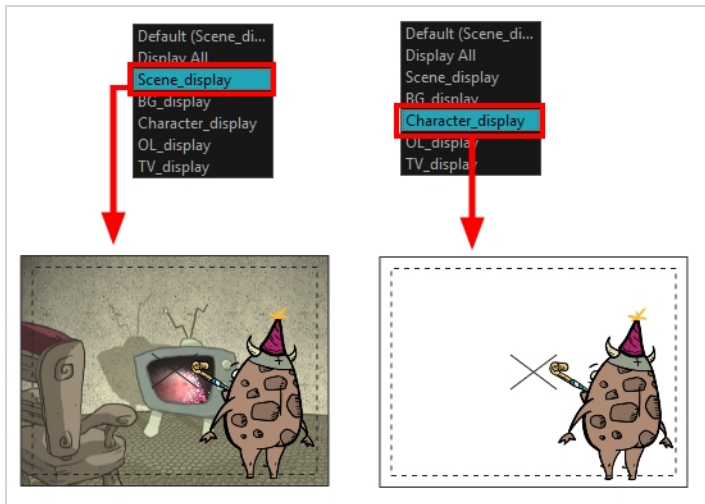 Default (Scene_di...
Display All
Scene_display
BG_display
Character_display
OL_display
TV_display
Default (Scene_di...
Display All
Scene_display
BG_display
Character_display
OL_display
TV_display